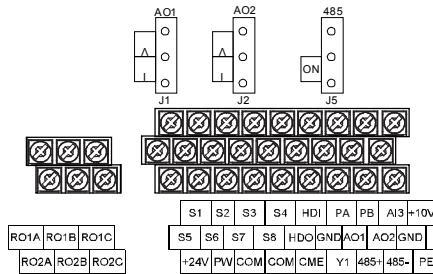 AO1 AO2 485
V V
I I ON
J1 J2 J5
S1 S2 S3 S4 HDI PA PB AI3 +10V
RO1A RO1B RO1C S5 S6 S7 S8 HDO GND AO1 AO2 GND
RO2A RO2B RO2C +24V PW COM COM CME Y1 485+ 485- PE